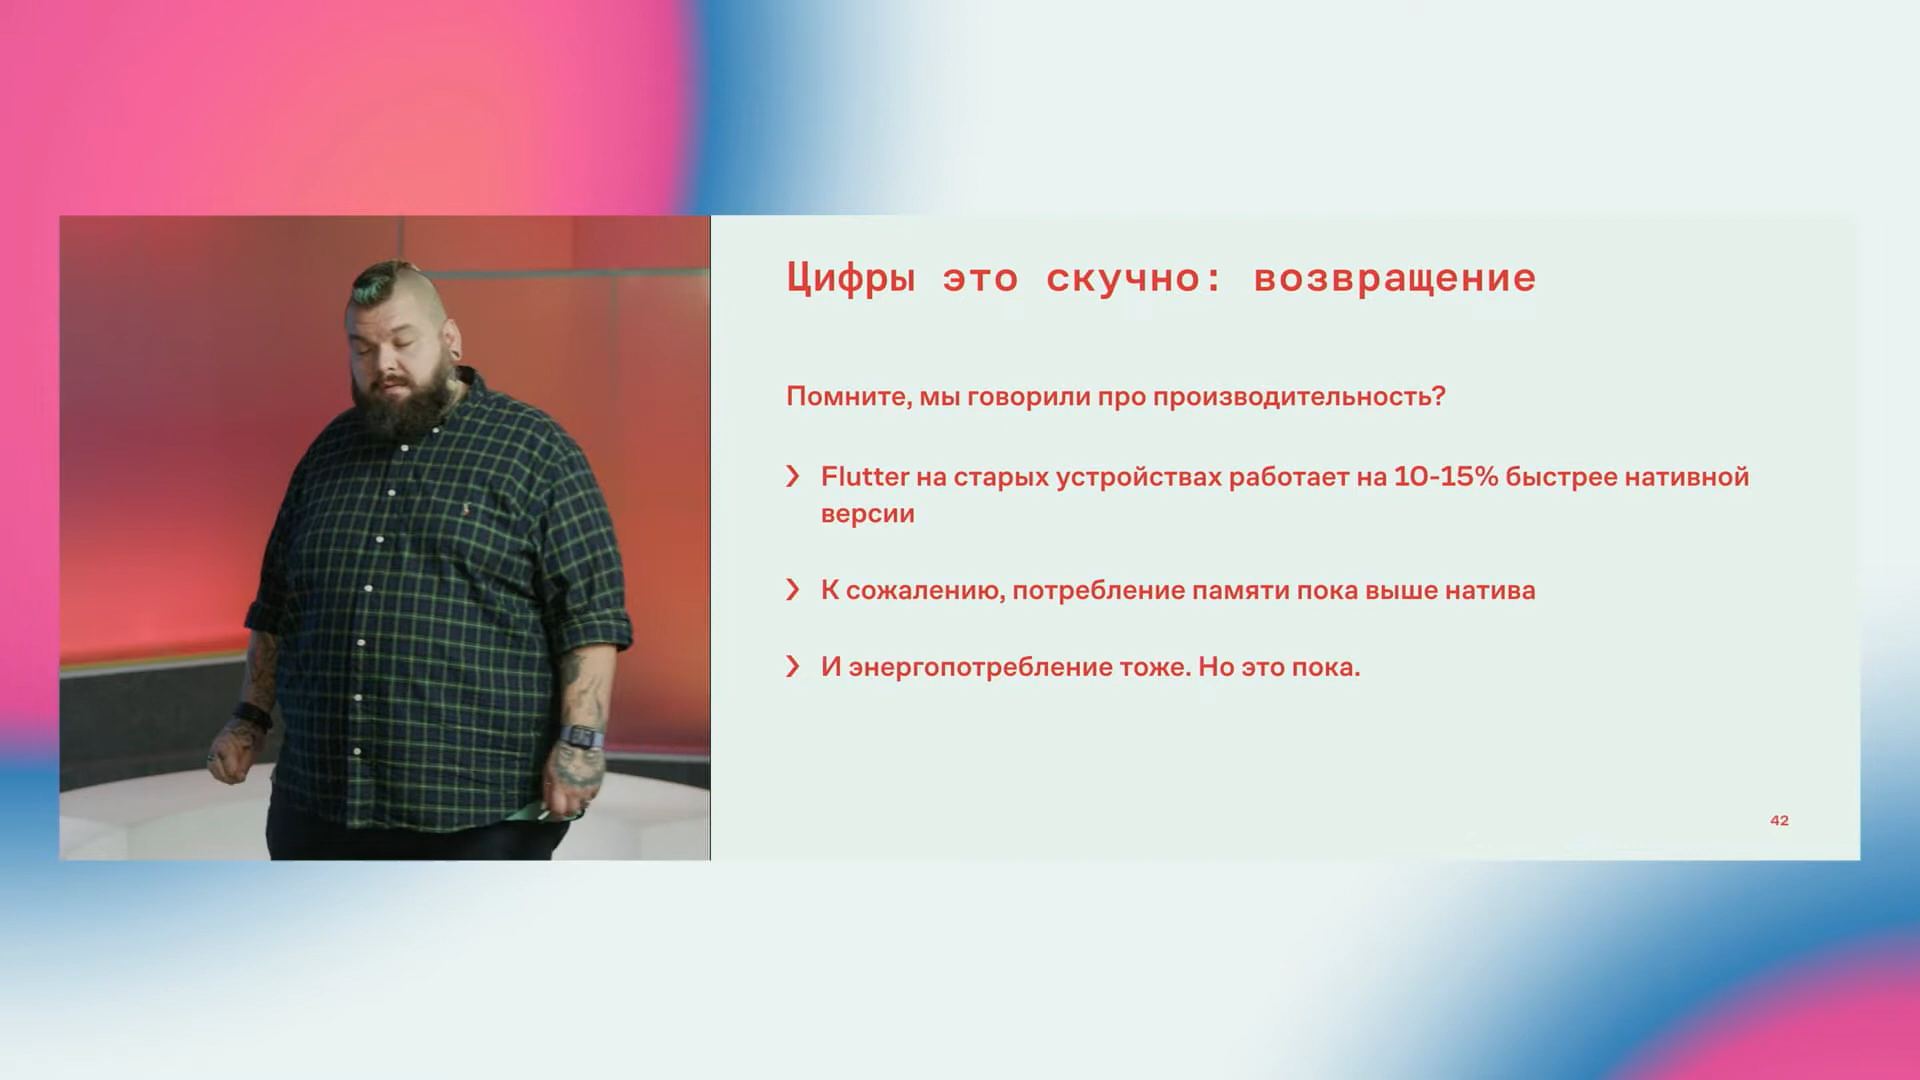 Цифры это скучно: возвращение
Помните, мы говорили про производительность?
❯ Flutter на старых устройствах работает на 10-15% быстрее нативной
версии
❯ К сожалению, потребление памяти пока выше натива
❯ И энергопотребление тоже. Но это пока.
42